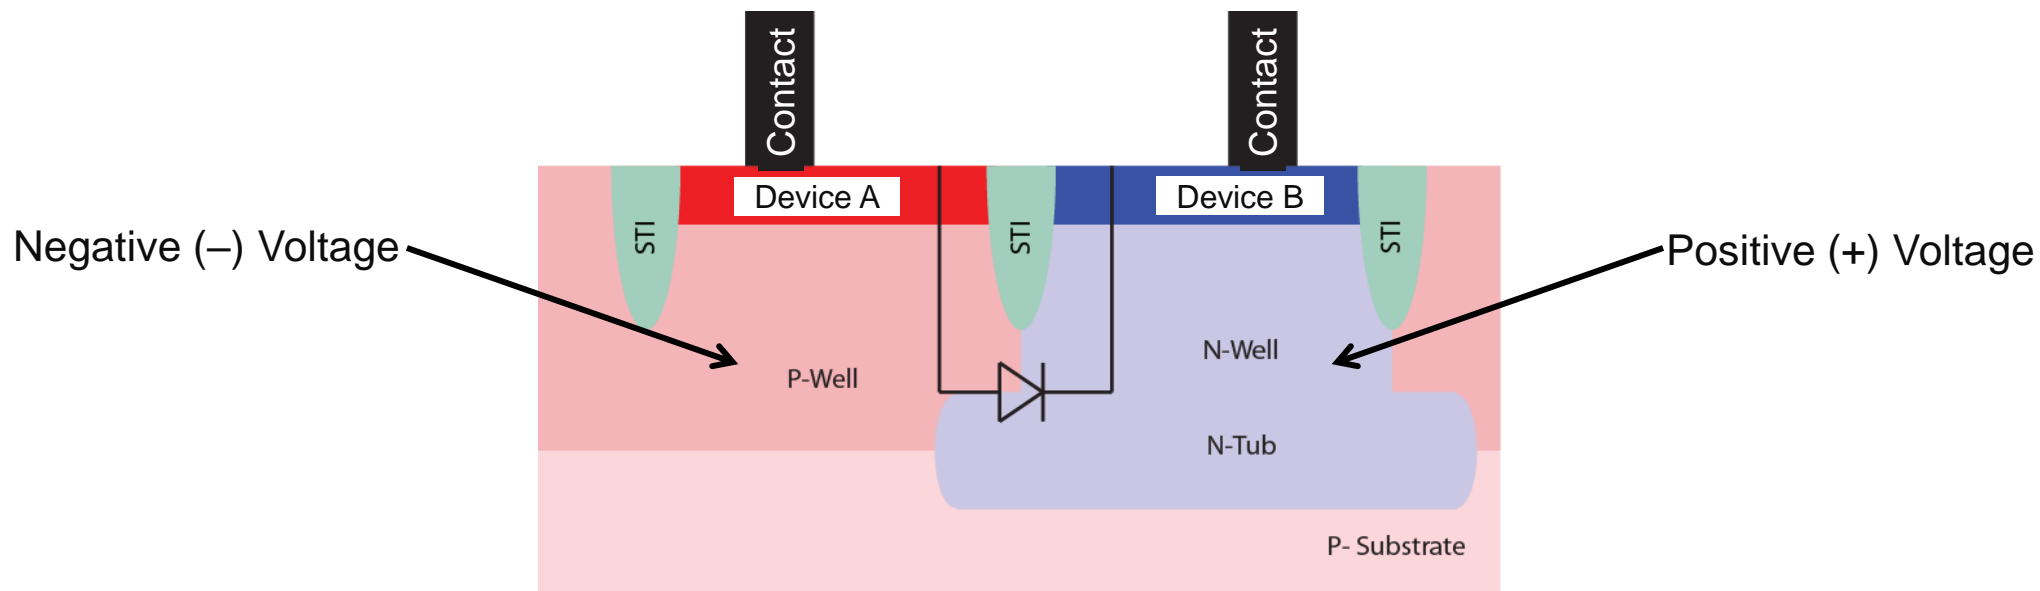 Contact
Contact
Device A
Device B
STI
STI
STI
Negative (–) Voltage
Positive (+) Voltage
P-Well
N-Well
N-Tub
P- Substrate